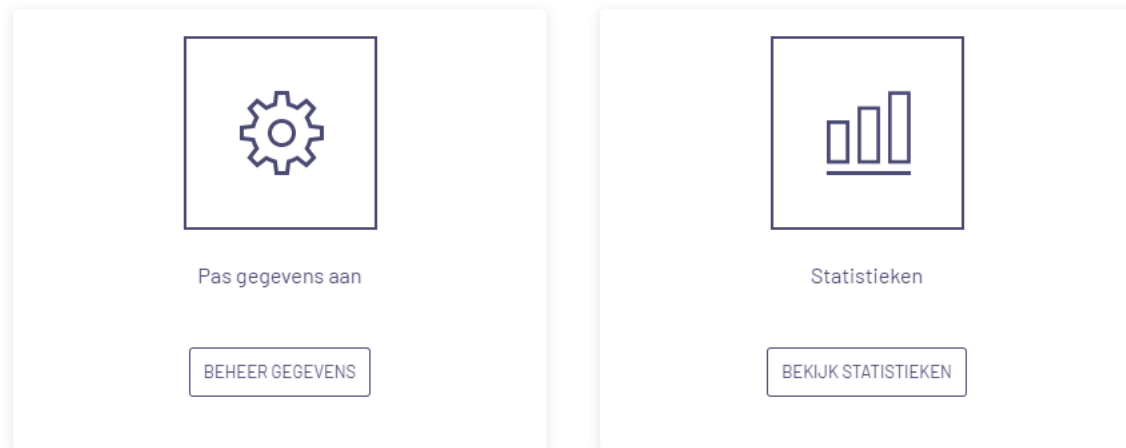 Pas gegevens aan
BEHEER GEGEVENS
Statistieken
BEKIJK STATISTIEKEN